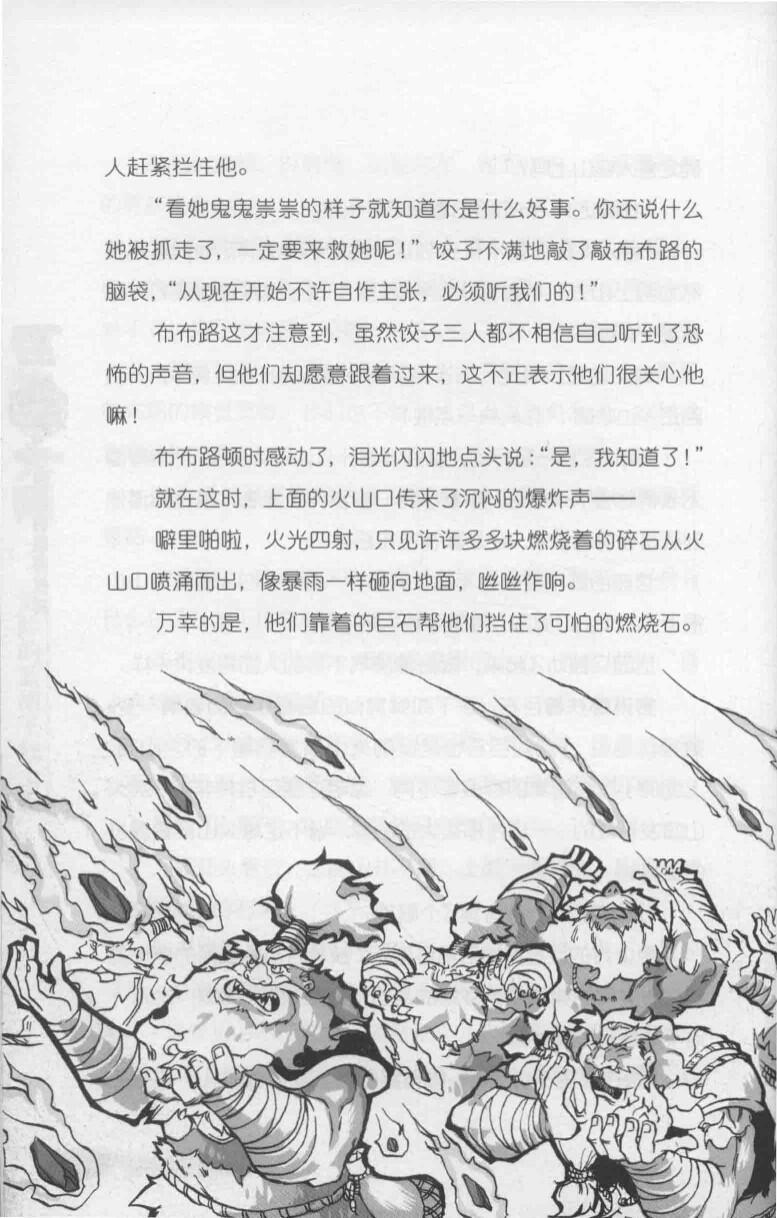 人赶紧拦住他。
“看她鬼鬼祟祟的样子就知道不是什么好事。你还说什么
她被抓走了，一定要来救她呢！”饺子不满地敲了敲布布路的
脑袋，“从现在开始不许自作主张，必须听我们的！”
布布路这才注意到，虽然饺子三人都不相信自己听到了恐
怖的声音，但他们却愿意跟着过来，这不正表示他们很关心他
嘛！
布布路顿时感动了，泪光闪闪地点头说：“是，我知道了！”
就在这时，上面的火山口传来了沉闷的爆炸声——
噼里啪啦，火光四射，只见许许多多块燃烧着的碎石从火
山口喷涌而出，像暴雨一样砸向地面，咝咝作响。
万幸的是，他们靠着的巨石帮他们挡住了可怕的燃烧石。